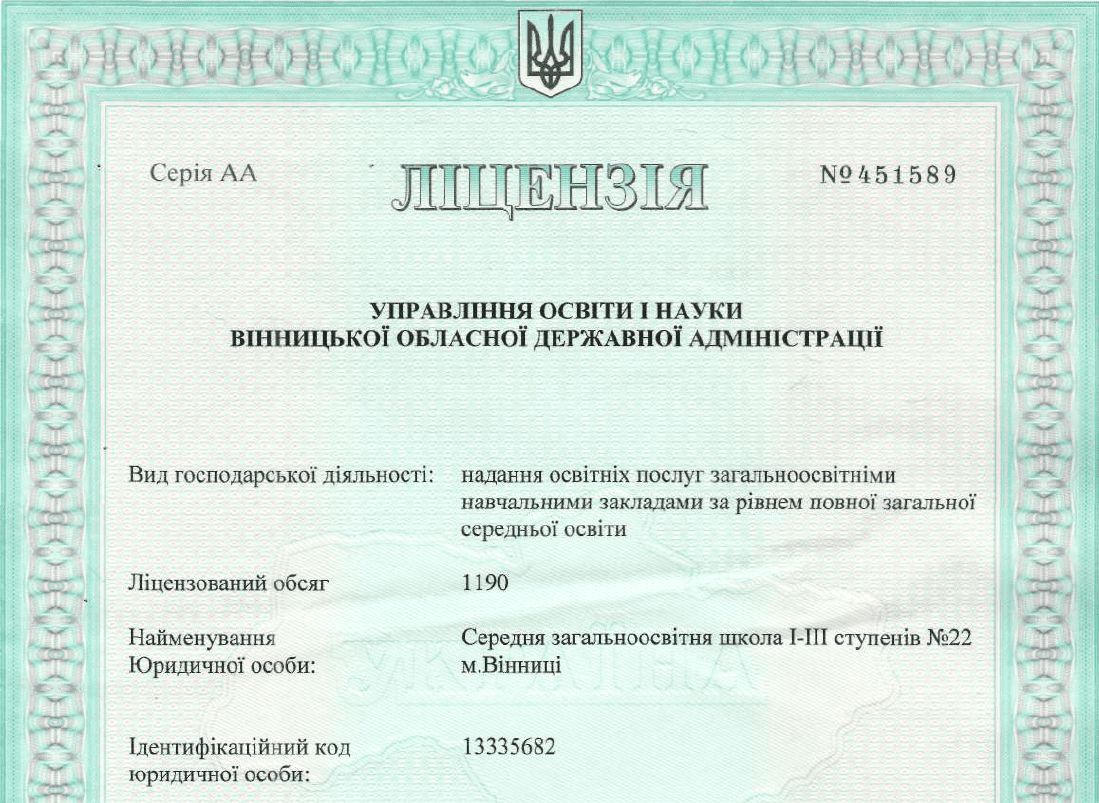 Серія АА ЛІЦЕНЗІЯ №451589
УПРАВЛІННЯ ОСВІТИ І НАУКИ
ВІННИЦЬКОЇ ОБЛАСНОЇ ДЕРЖАВНОЇ АДМІНІСТРАЦІЇ
Вид господарської діяльності: надання освітніх послуг загальноосвітніми
навчальними закладами за рівнем повної загальної
середньої освіти
Ліцензований обсяг 1190
Найменування Середня загальноосвітня школа І-ІІІ ступенів №22
Юридичної особи: м.Вінниці
Ідентифікаційний код 13335682
юридичної особи: